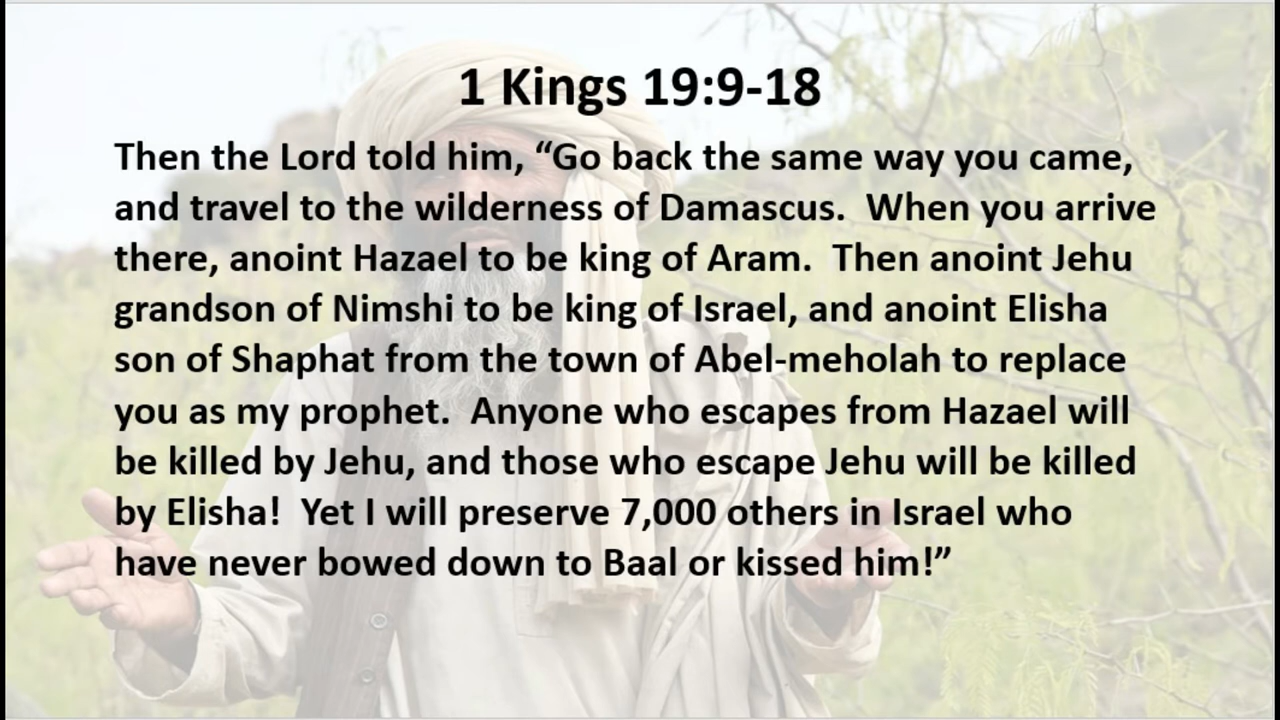 1 Kings 19:9-18
Then the Lord told him, “Go back the same way you came,
and travel to the wilderness of Damascus.  When you arrive
there, anoint Hazael to be king of Aram.  Then anoint Jehu
grandson of Nimshi to be king of Israel, and anoint Elisha
son of Shaphat from the town of Abel-meholah to replace
you as my prophet.  Anyone who escapes from Hazael will
be killed by Jehu, and those who escape Jehu will be killed
by Elisha!  Yet I will preserve 7,000 others in Israel who
have never bowed down to Baal or kissed him!”